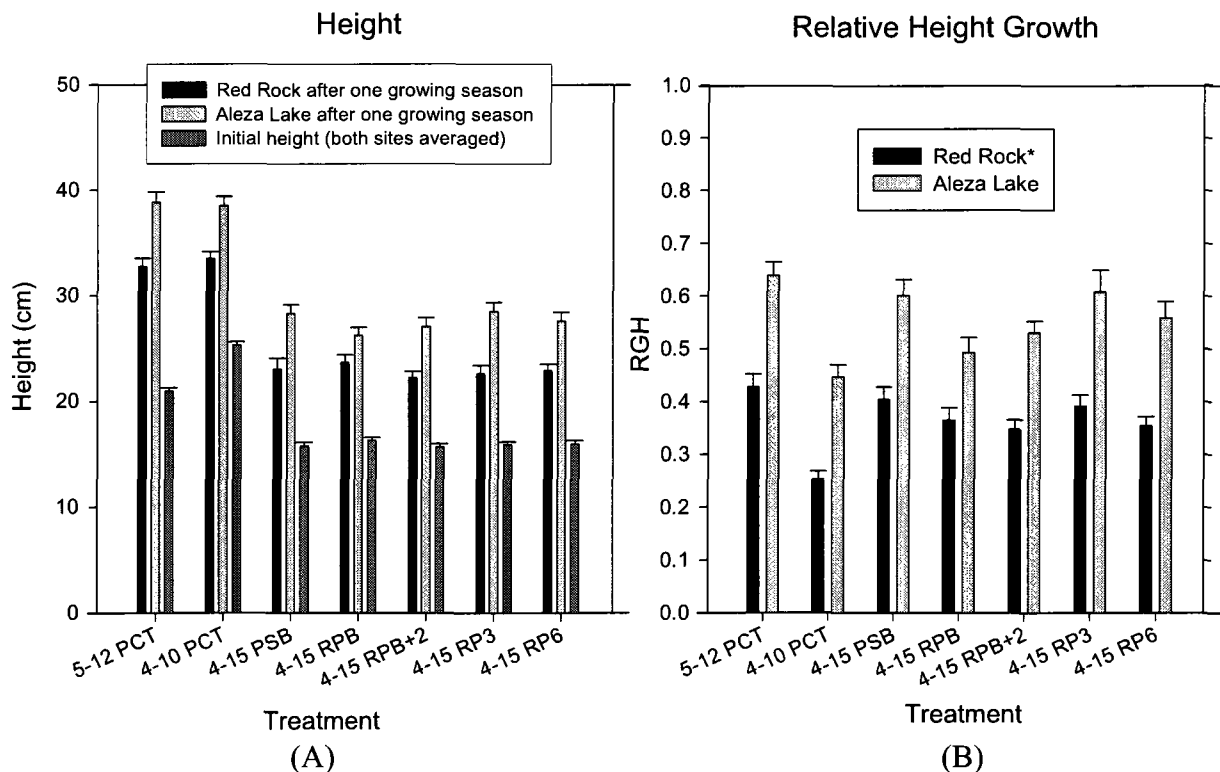 Height
Relative Height Growth
Red Rock after one growing season
Aleza Lake after one growing season
Initial height (both sites averaged)
50
40
30
20
10
0
Height (cm)
5-12 PCT
4-10 PCT
4-15 PSB
4-15 RPB
4-15 RPB+2
4-15 RP3
4-15 RP6
Treatment
(A)
Red Rock*
Aleza Lake
1.0
0.9
0.8
0.7
0.6
0.5
0.4
0.3
0.2
0.1
0.0
RGH
5-12 PCT
4-10 PCT
4-15 PSB
4-15 RPB
4-15 RPB+2
4-15 RP3
4-15 RP6
Treatment
(B)